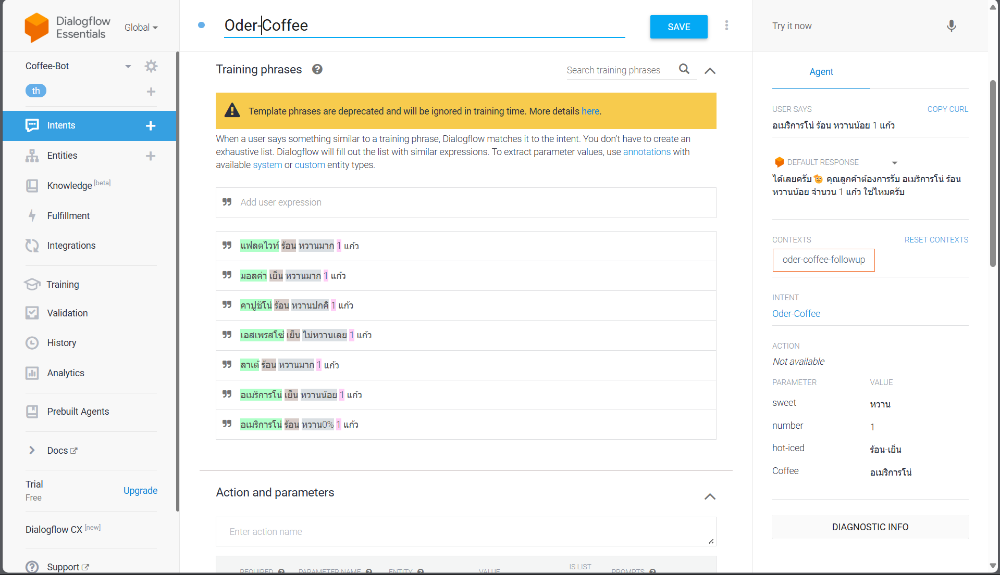 Dialogflow
Essentials
Global
Oder-Coffee
SAVE
Try it now
Coffee-Bot
th
Intents
Entities
Knowledge [beta]
Fulfillment
Integrations
Training
Validation
History
Analytics
Prebuilt Agents
Docs
Trial
Free
Upgrade
Dialogflow CX [new]
Support
Training phrases
Search training phrases
Template phrases are deprecated and will be ignored in training time. More details here.
When a user says something similar to a training phrase, Dialogflow matches it to the intent. You don't have to create an
exhaustive list. Dialogflow will fill out the list with similar expressions. To extract parameter values, use annotations with
available system or custom entity types.
Add user expression
แฟลตไวท์ ร้อน หวานมาก 1 แก้ว
มอลค่า เย็น หวานมาก 1 แก้ว
คาปูชิโน่ ร้อน หวานปกคิ 1 แก้ว
เอสเพรสโซ๋ เย็น ไม่หวานเลย 1 แก้ว
ลาเต้ ร้อน หวานมาก 1 แก้ว
อเมริการโน่ เย็น หวานน้อย 1 แก้ว
อเมริการโน่ ร้อน หวาน0% 1 แก้ว
Action and parameters
Enter action name
REQUIRED PARAMETER NAME ENTITY VALUE IS LIST PROMPTS
Agent
USER SAYS COPY CURL
อเมริการโน่ ร้อน หวานน้อย 1 แก้ว
DEFAULT RESPONSE
ได้เลยครับ🫡 คุณลูกค้าต้องการรับ อเมริการโน่ ร้อน
หวานน้อย จำนวน 1 แก้ว ใช่ไหมครับ
CONTEXTS RESET CONTEXTS
oder-coffee-followup
INTENT
Oder-Coffee
ACTION
Not available
PARAMETER VALUE
sweet หวาน
number 1
hot-iced ร้อน-เย็น
Coffee อเมริการโน่
DIAGNOSTIC INFO